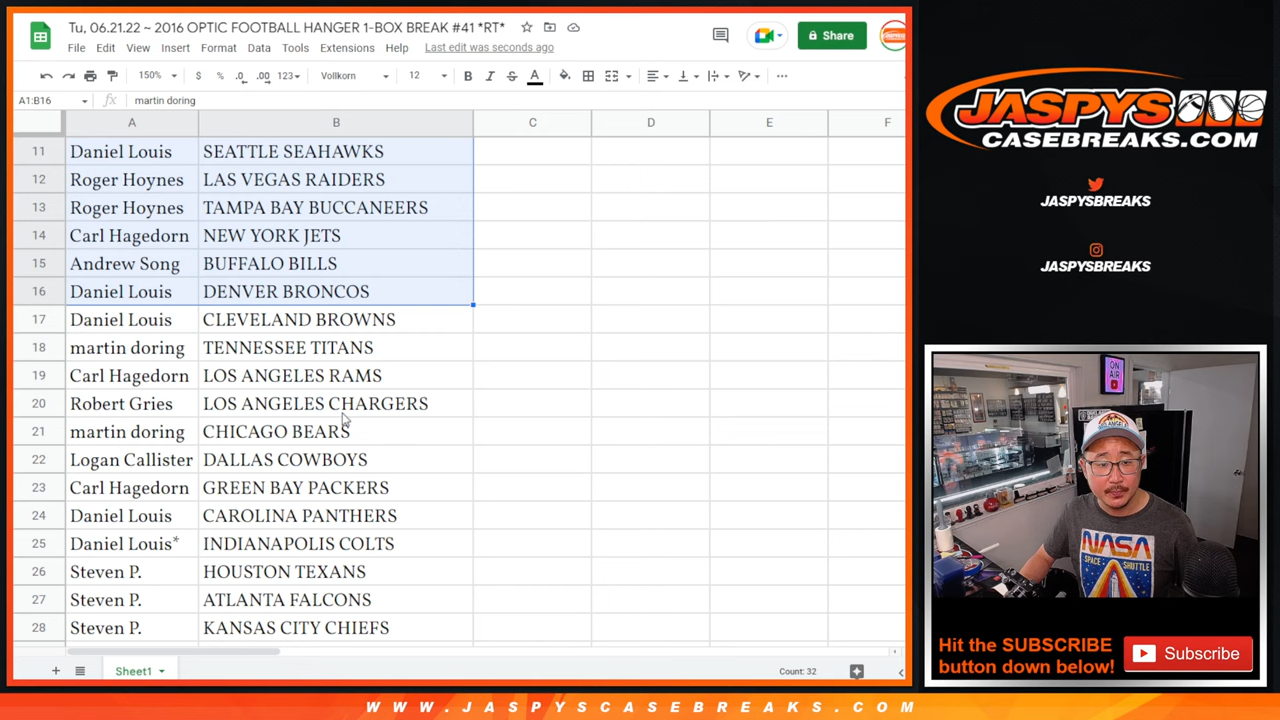 Tu, 06.21.22 ~ 2016 OPTIC FOOTBALL HANGER 1-BOX BREAK #41 *RT*
File Edit View Insert Format Data Tools Extensions Help Last edit was seconds ago
Share
150% $ % .0 .00 123 Vollkorn 12 B I S A
A1:B16 fx martin doring
A B C D E F
11 Daniel Louis SEATTLE SEAHAWKS
12 Roger Hoynes LAS VEGAS RAIDERS
13 Roger Hoynes TAMPA BAY BUCCANEERS
14 Carl Hagedorn NEW YORK JETS
15 Andrew Song BUFFALO BILLS
16 Daniel Louis DENVER BRONCOS
17 Daniel Louis CLEVELAND BROWNS
18 martin doring TENNESSEE TITANS
19 Carl Hagedorn LOS ANGELES RAMS
20 Robert Gries LOS ANGELES CHARGERS
21 martin doring CHICAGO BEARS
22 Logan Callister DALLAS COWBOYS
23 Carl Hagedorn GREEN BAY PACKERS
24 Daniel Louis CAROLINA PANTHERS
25 Daniel Louis* INDIANAPOLIS COLTS
26 Steven P. HOUSTON TEXANS
27 Steven P. ATLANTA FALCONS
28 Steven P. KANSAS CITY CHIEFS
Sheet1 Count: 32
JASPYS
CASEBREAKS.COM
JASPYSBREAKS
JASPYSBREAKS
ON AIR
NASA
SPACE SHUTTLE
Hit the SUBSCRIBE
button down below!
Subscribe
WWW.JASPYSCASEBREAKS.COM